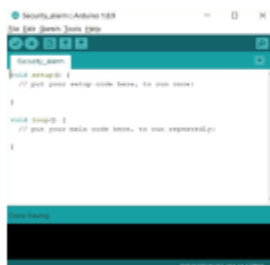 Security_alarm | Arduino 1.8.9
File Edit Sketch Tools Help
Security_alarm
void setup() {
// put your setup code here, to run once:
}
void loop() {
// put your main code here, to run repeatedly:
}
Done Saving.